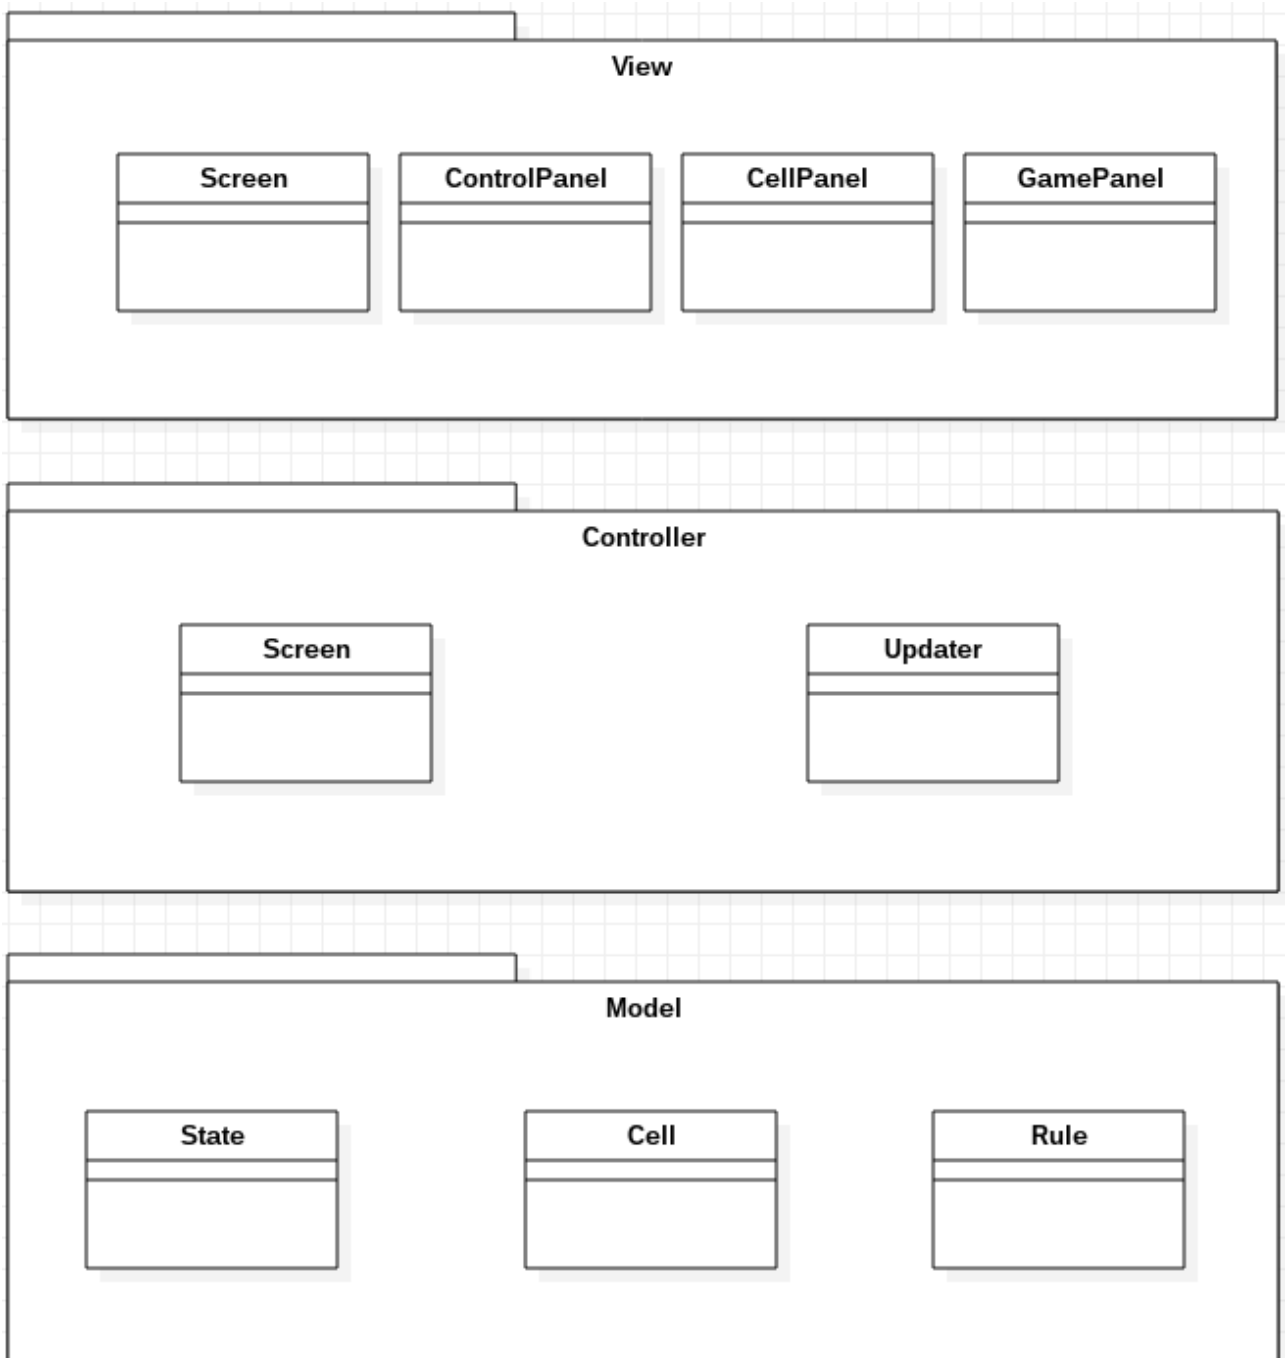 View
Screen
ControlPanel
CellPanel
GamePanel
Controller
Screen
Updater
Model
State
Cell
Rule